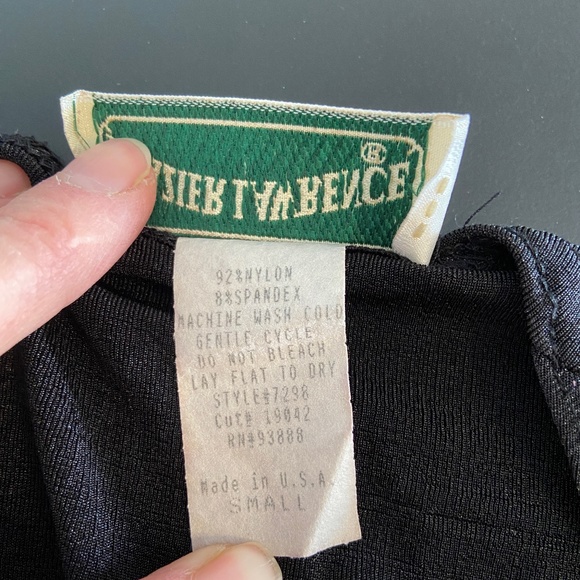 LAWRENCE®
92%NYLON
8%SPANDEX
MACHINE WASH COLD
GENTLE CYCLE
DO NOT BLEACH
LAY FLAT TO DRY
STYLE#7298
Cut# 19042
RN#93888
Made in U.S.A.
SMALL